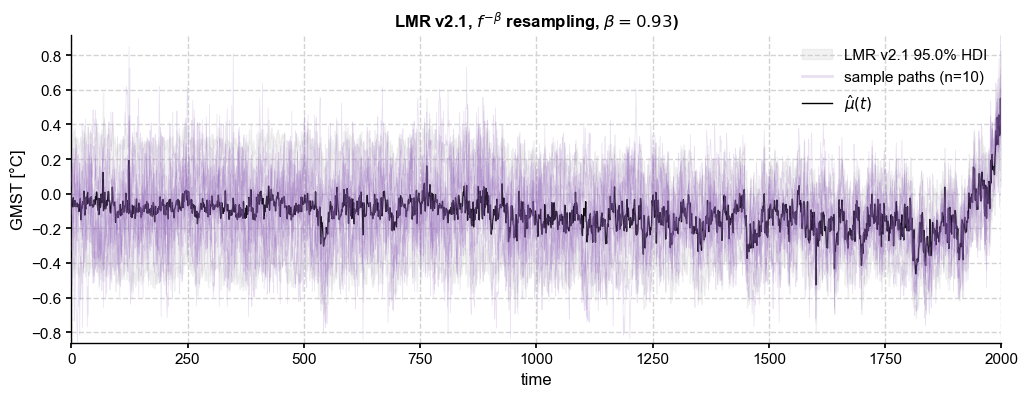 LMR v2.1, f^{-β} resampling, β = 0.93)
LMR v2.1 95.0% HDI
sample paths (n=10)
μ̂(t)
GMST [°C]
0.8
0.6
0.4
0.2
0.0
−0.2
−0.4
−0.6
−0.8
0 250 500 750 1000 1250 1500 1750 2000
time